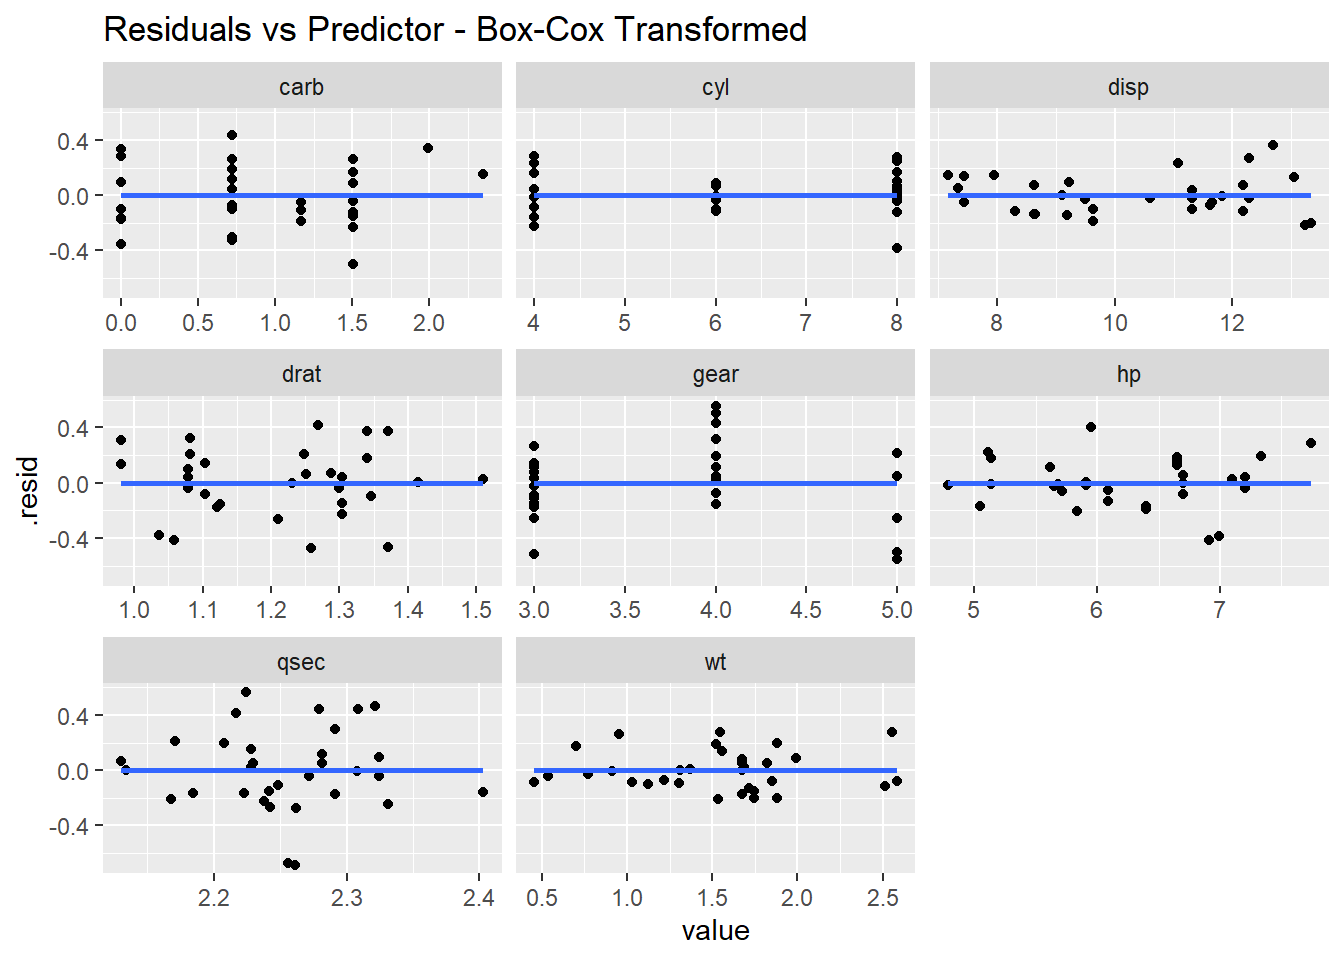 Residuals vs Predictor - Box-Cox Transformed
carb cyl disp
0.4
0.0
-0.4
0.0 0.5 1.0 1.5 2.0 4 5 6 7 8 8 10 12
drat gear hp
0.4
0.0
-0.4
1.0 1.1 1.2 1.3 1.4 1.5 3.0 3.5 4.0 4.5 5.0 5 6 7
.resid
qsec wt
0.4
0.0
-0.4
2.2 2.3 2.4 0.5 1.0 1.5 2.0 2.5
value